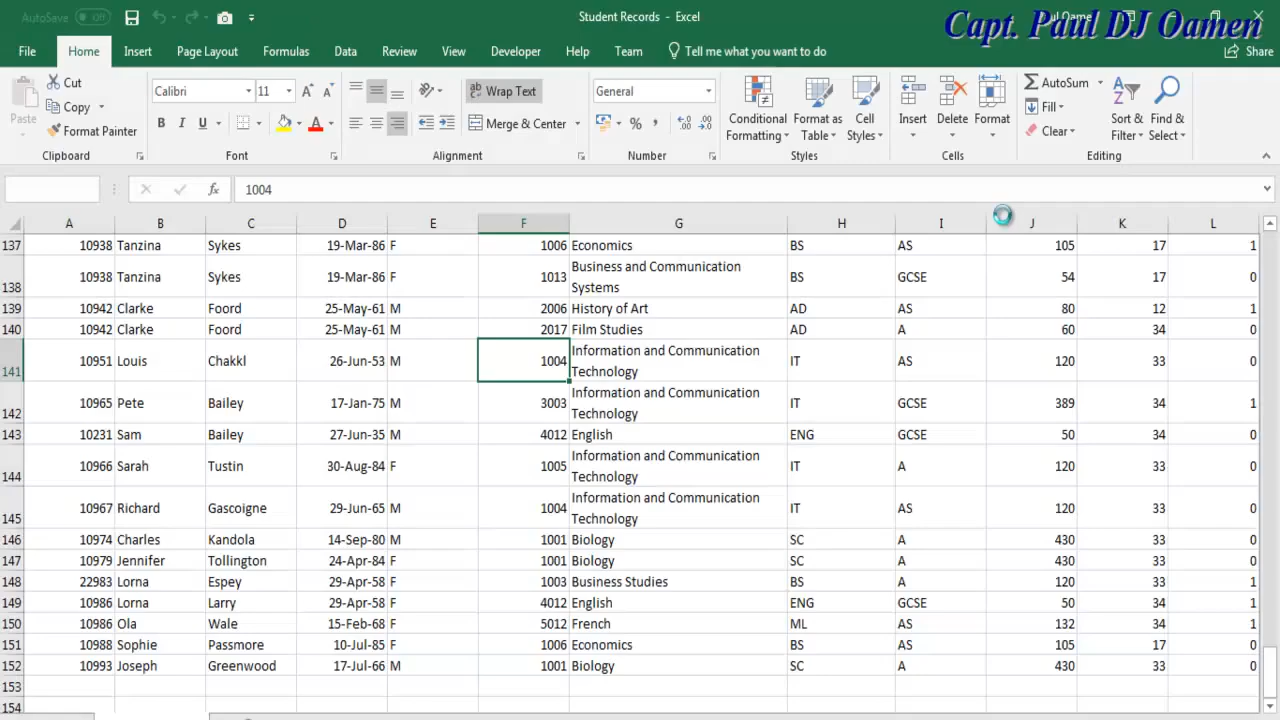 AutoSave Off Student Records - Excel
Capt. Paul DJ Oamen
File Home Insert Page Layout Formulas Data Review View Developer Help Team Tell me what you want to do Share
Paste Cut Copy Format Painter Clipboard
Calibri 11 B I U A Font
ab Wrap Text Merge & Center Alignment
General % , Number
Conditional Formatting Format as Table Cell Styles Styles
Insert Delete Format Cells
AutoSum Fill Clear Sort & Filter Find & Select Editing
fx 1004
A B C D E F G H I J K L
137 10938 Tanzina Sykes 19-Mar-86 F 1006 Economics BS AS 105 17 1
138 10938 Tanzina Sykes 19-Mar-86 F 1013 Business and Communication Systems BS GCSE 54 17 0
139 10942 Clarke Foord 25-May-61 M 2006 History of Art AD AS 80 12 1
140 10942 Clarke Foord 25-May-61 M 2017 Film Studies AD A 60 34 0
141 10951 Louis Chakkl 26-Jun-53 M 1004 Information and Communication Technology IT AS 120 33 0
142 10965 Pete Bailey 17-Jan-75 M 3003 Information and Communication Technology IT GCSE 389 34 1
143 10231 Sam Bailey 27-Jun-35 M 4012 English ENG GCSE 50 34 0
144 10966 Sarah Tustin 30-Aug-84 F 1005 Information and Communication Technology IT A 120 33 0
145 10967 Richard Gascoigne 29-Jun-65 M 1004 Information and Communication Technology IT AS 120 33 0
146 10974 Charles Kandola 14-Sep-80 M 1001 Biology SC A 430 33 0
147 10979 Jennifer Tollington 24-Apr-84 F 1001 Biology SC A 430 33 0
148 22983 Lorna Espey 29-Apr-58 F 1003 Business Studies BS A 120 33 1
149 10986 Lorna Larry 29-Apr-58 F 4012 English ENG GCSE 50 34 1
150 10986 Ola Wale 15-Feb-68 F 5012 French ML AS 132 34 1
151 10988 Sophie Passmore 10-Jul-85 F 1006 Economics BS AS 105 17 0
152 10993 Joseph Greenwood 17-Jul-66 M 1001 Biology SC A 430 33 0
153
154